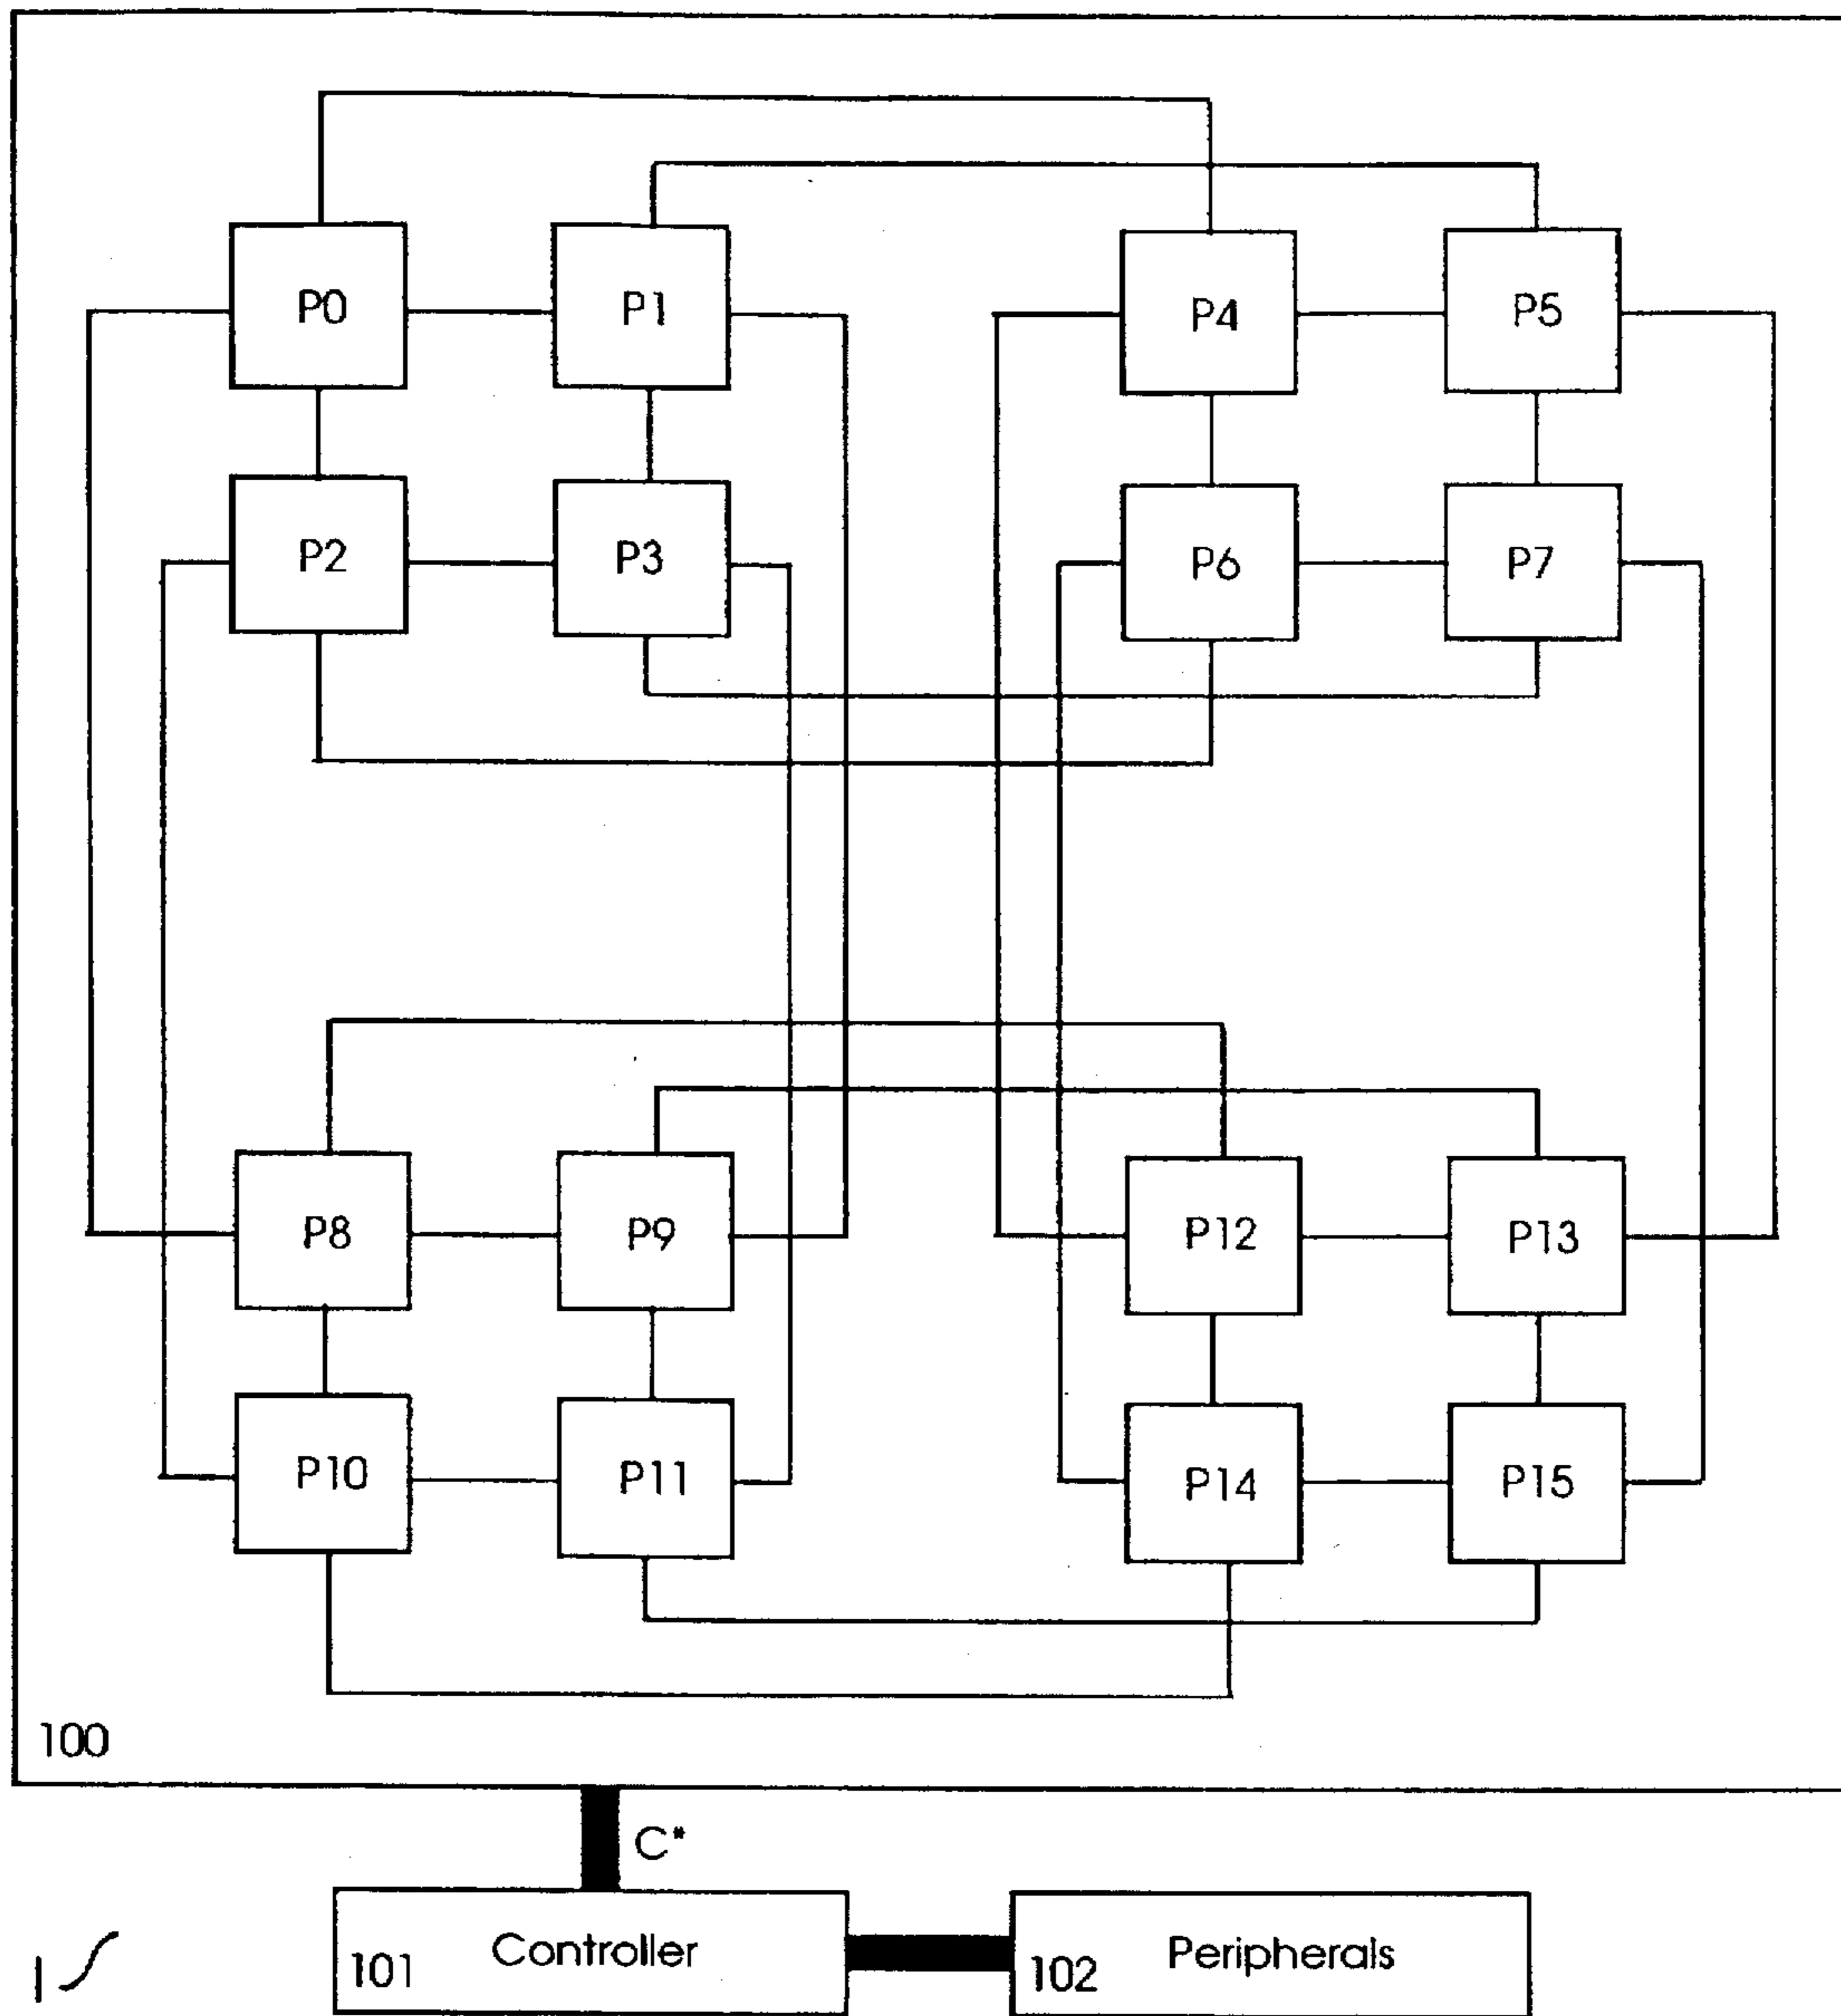 P0 P1 P4 P5
P2 P3 P6 P7
P8 P9 P12 P13
P10 P11 P14 P15
100
C*
101 Controller
102 Peripherals
1